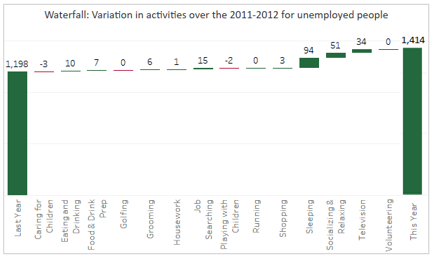 Waterfall: Variation in activities over the 2011-2012 for unemployed people
1,198
-3
10
7
0
6
1
15
-2
0
3
94
51
34
0
1,414
Last Year
Caring for
Children
Eating and
Drinking
Food & Drink
Prep
Golfing
Grooming
Housework
Job
Searching
Playing with
Children
Running
Shopping
Sleeping
Socializing &
Relaxing
Television
Volunteering
This Year